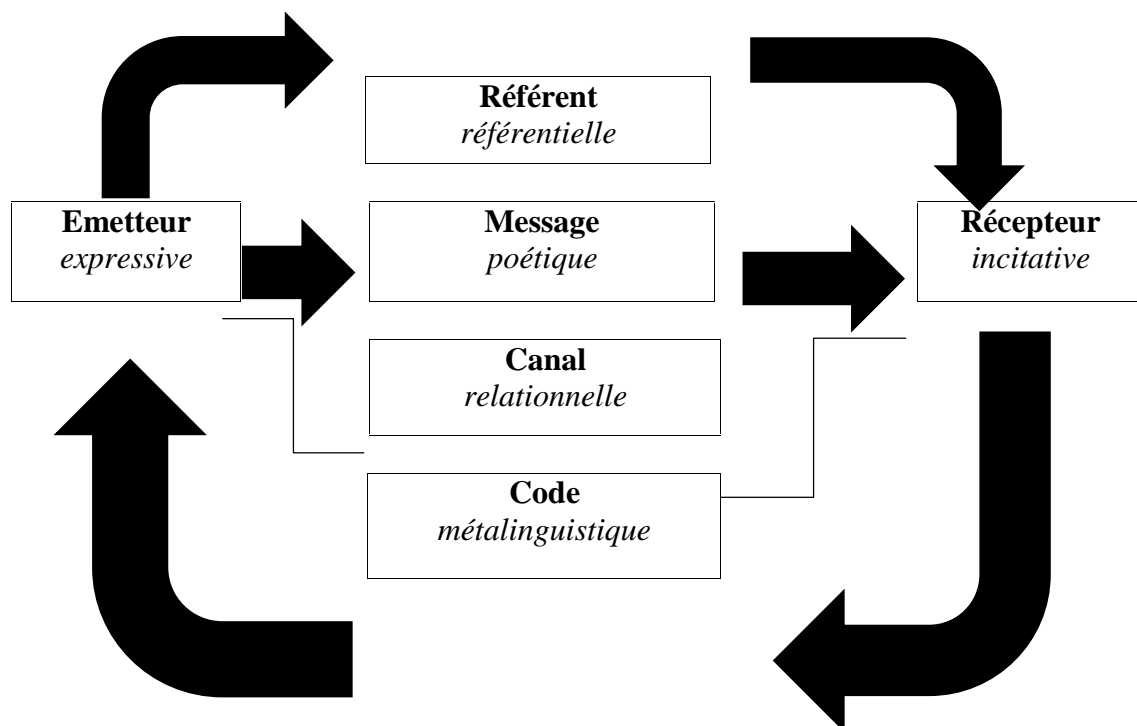 Référent
référentielle
Emetteur
expressive
Message
poétique
Récepteur
incitative
Canal
relationnelle
Code
métalinguistique